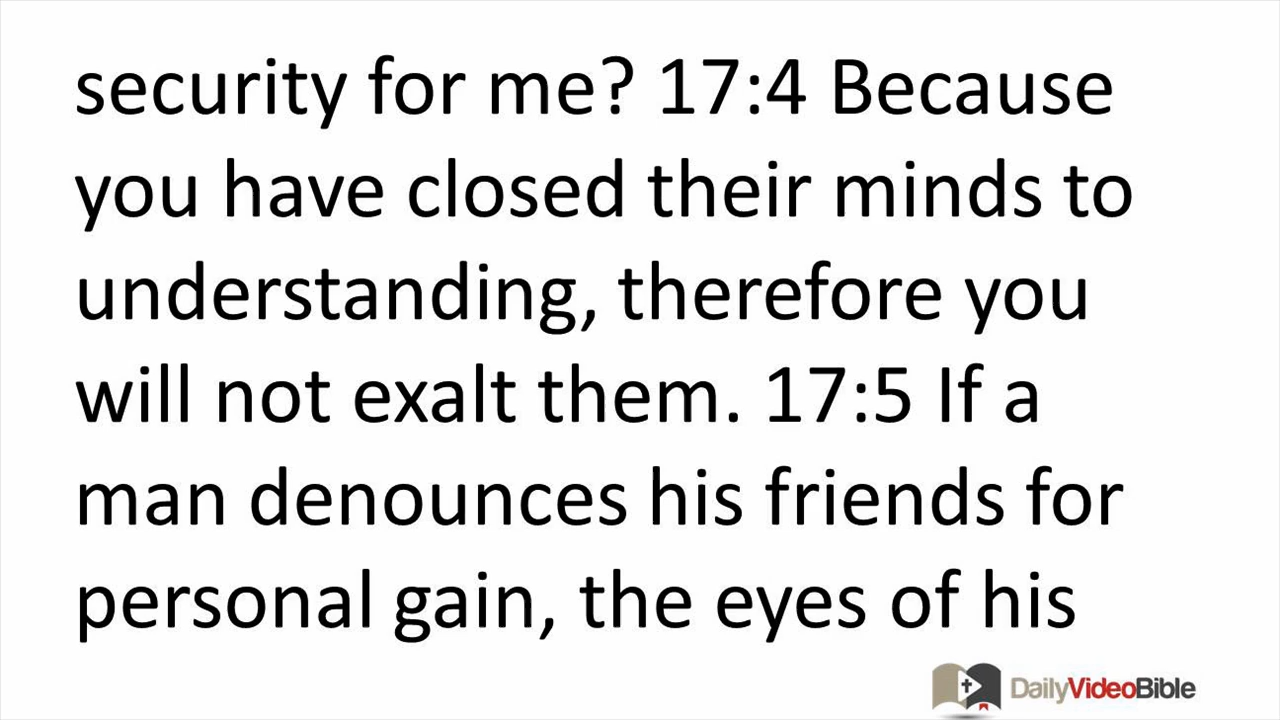 security for me? 17:4 Because
you have closed their minds to
understanding, therefore you
will not exalt them. 17:5 If a
man denounces his friends for
personal gain, the eyes of his
DailyVideoBible